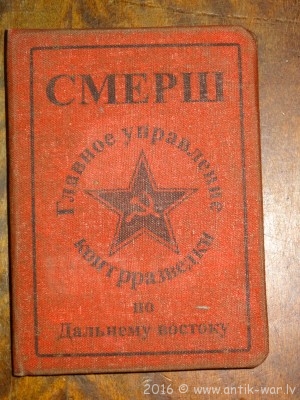 СМЕРШ
Главное управление
контрразведки
по
Дальнему востоку
2016 © www.antik-war.lv